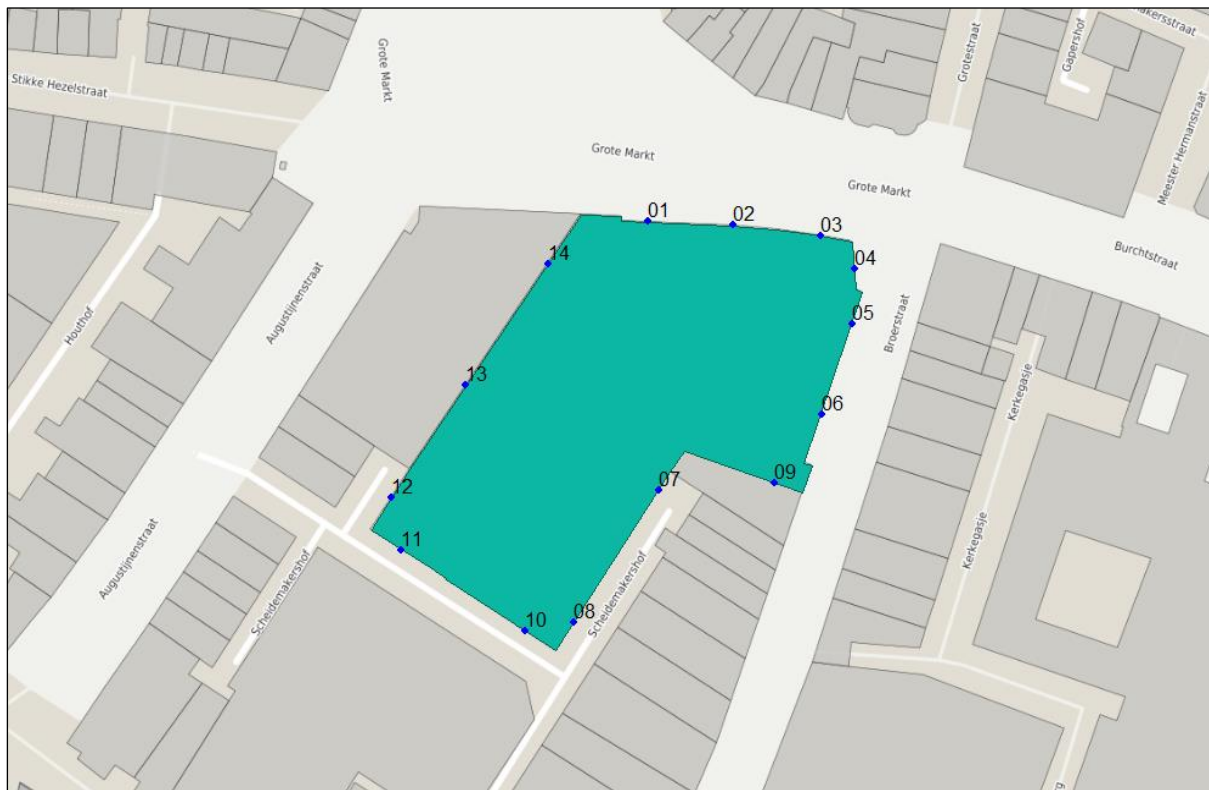 akersstraat
Gapershof
Grotestraat
Grote Markt
Stikke Hezelstraat
Meester Hermanstraat
Grote Markt
Grote Markt
01
02
03
Burchtstraat
14
04
Augustijnenstraat
Broerstraat
05
Houthof
13
06
Kerkegasje
09
07
12
Kerkegasje
11
Augustijnenstraat
Scheidemakershof
Scheidemakershof
08
10